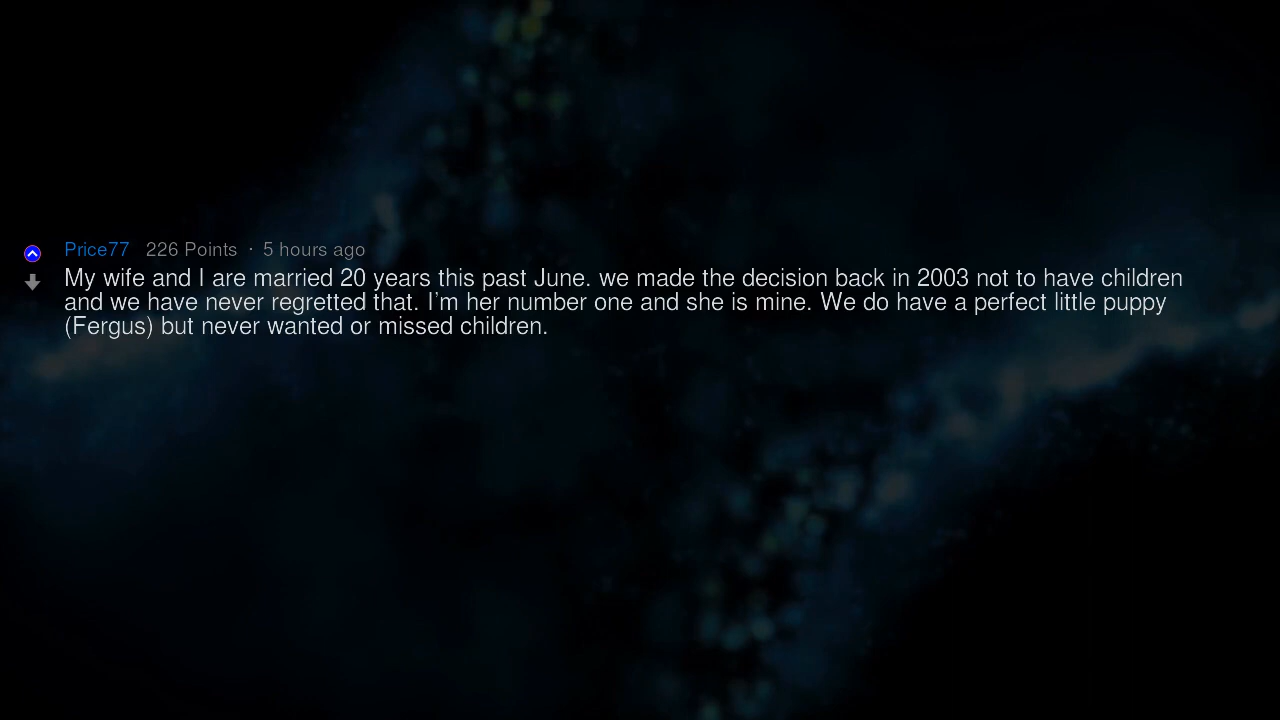 Price77 226 Points · 5 hours ago
My wife and I are married 20 years this past June. we made the decision back in 2003 not to have children
and we have never regretted that. I'm her number one and she is mine. We do have a perfect little puppy
(Fergus) but never wanted or missed children.